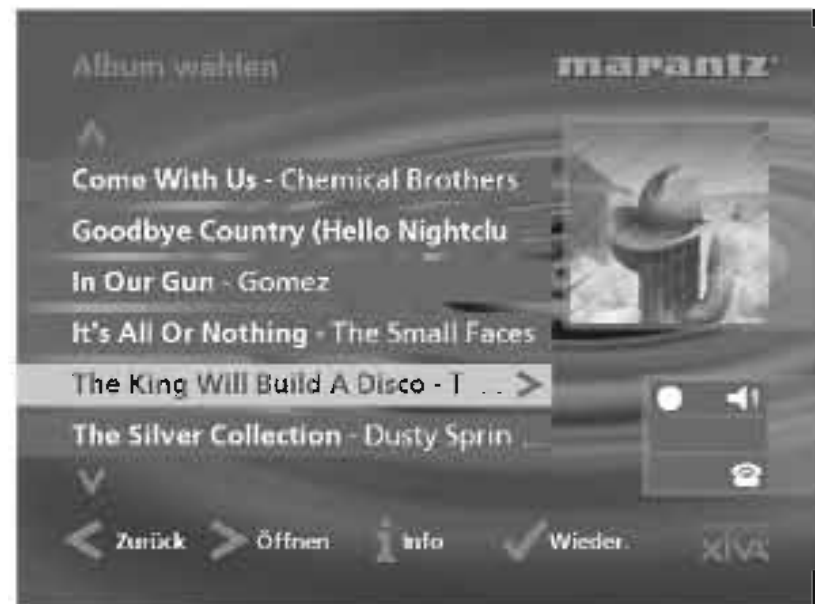 Album wählen
marantz
Come With Us - Chemical Brothers
Goodbye Country (Hello Nightclu
In Our Gun - Gomez
It's All Or Nothing - The Small Faces
The King Will Build A Disco - T ... >
The Silver Collection - Dusty Sprin ...
1
Zurück
Öffnen
i Info
Wieder.
XIVA